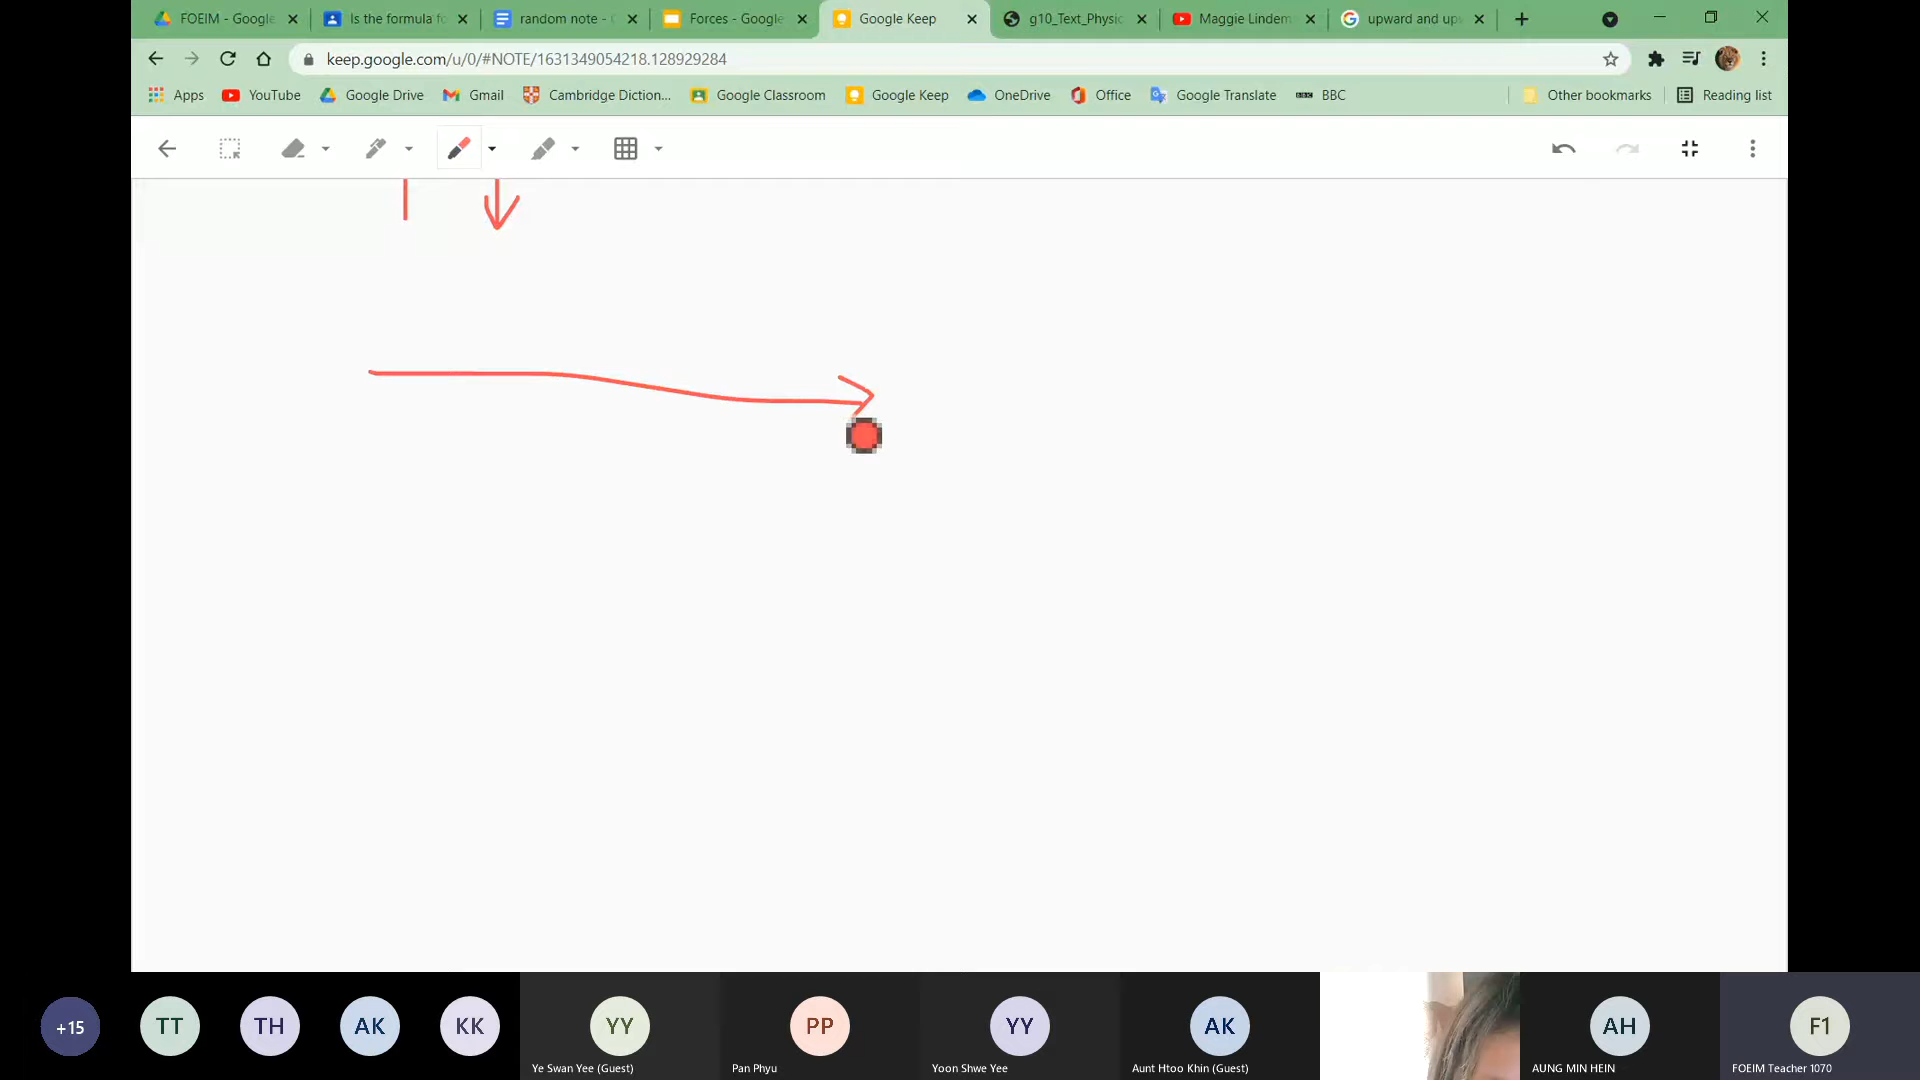 FOEIM - Google
Is the formula fo
random note - G
Forces - Google
Google Keep
g10_Text_Physic
Maggie Lindem
upward and ups
keep.google.com/u/0/#NOTE/1631349054218.128929284
Apps
YouTube
Google Drive
Gmail
Cambridge Diction...
Google Classroom
Google Keep
OneDrive
Office
Google Translate
BBC
BBC
Other bookmarks
Reading list
+15
TT
TH
AK
KK
YY
PP
YY
AK
AH
F1
Ye Swan Yee (Guest)
Pan Phyu
Yoon Shwe Yee
Aunt Htoo Khin (Guest)
AUNG MIN HEIN
FOEIM Teacher 1070